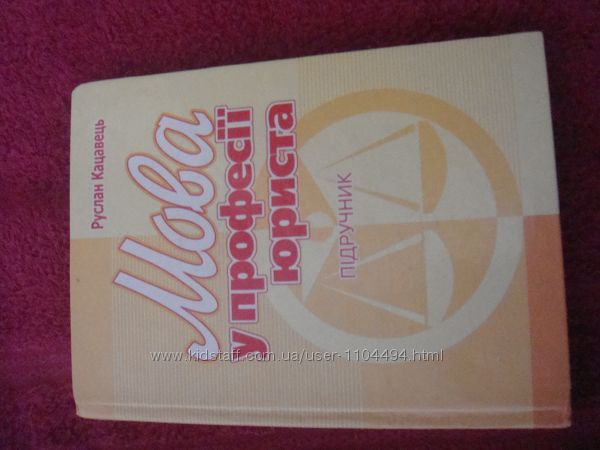 Руслан Кацавець
Мова
у професії
юриста
ПІДРУЧНИК
www.kidstaff.com.ua/user-1104494.html